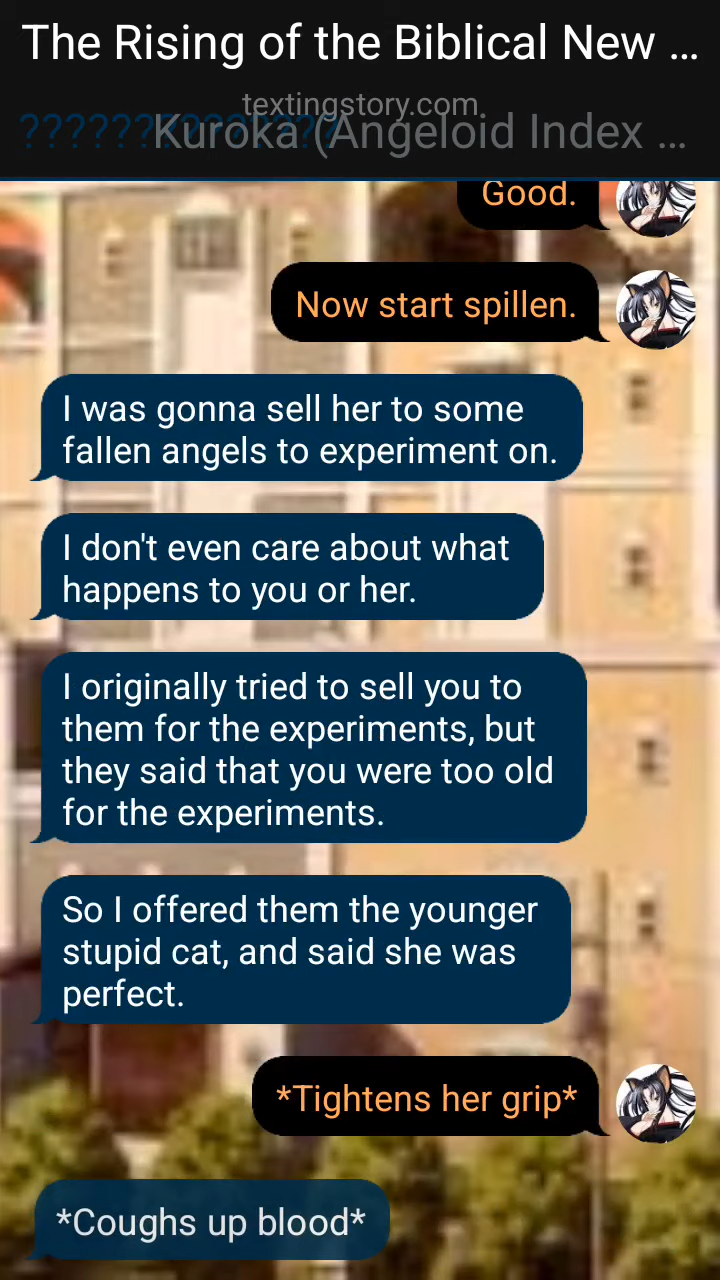 The Rising of the Biblical New ...
textingstory.com
?????????????? Kuroka (Angeloid Index ...
Good.
Now start spillen.
I was gonna sell her to some
fallen angels to experiment on.
I don't even care about what
happens to you or her.
I originally tried to sell you to
them for the experiments, but
they said that you were too old
for the experiments.
So I offered them the younger
stupid cat, and said she was
perfect.
*Tightens her grip*
*Coughs up blood*